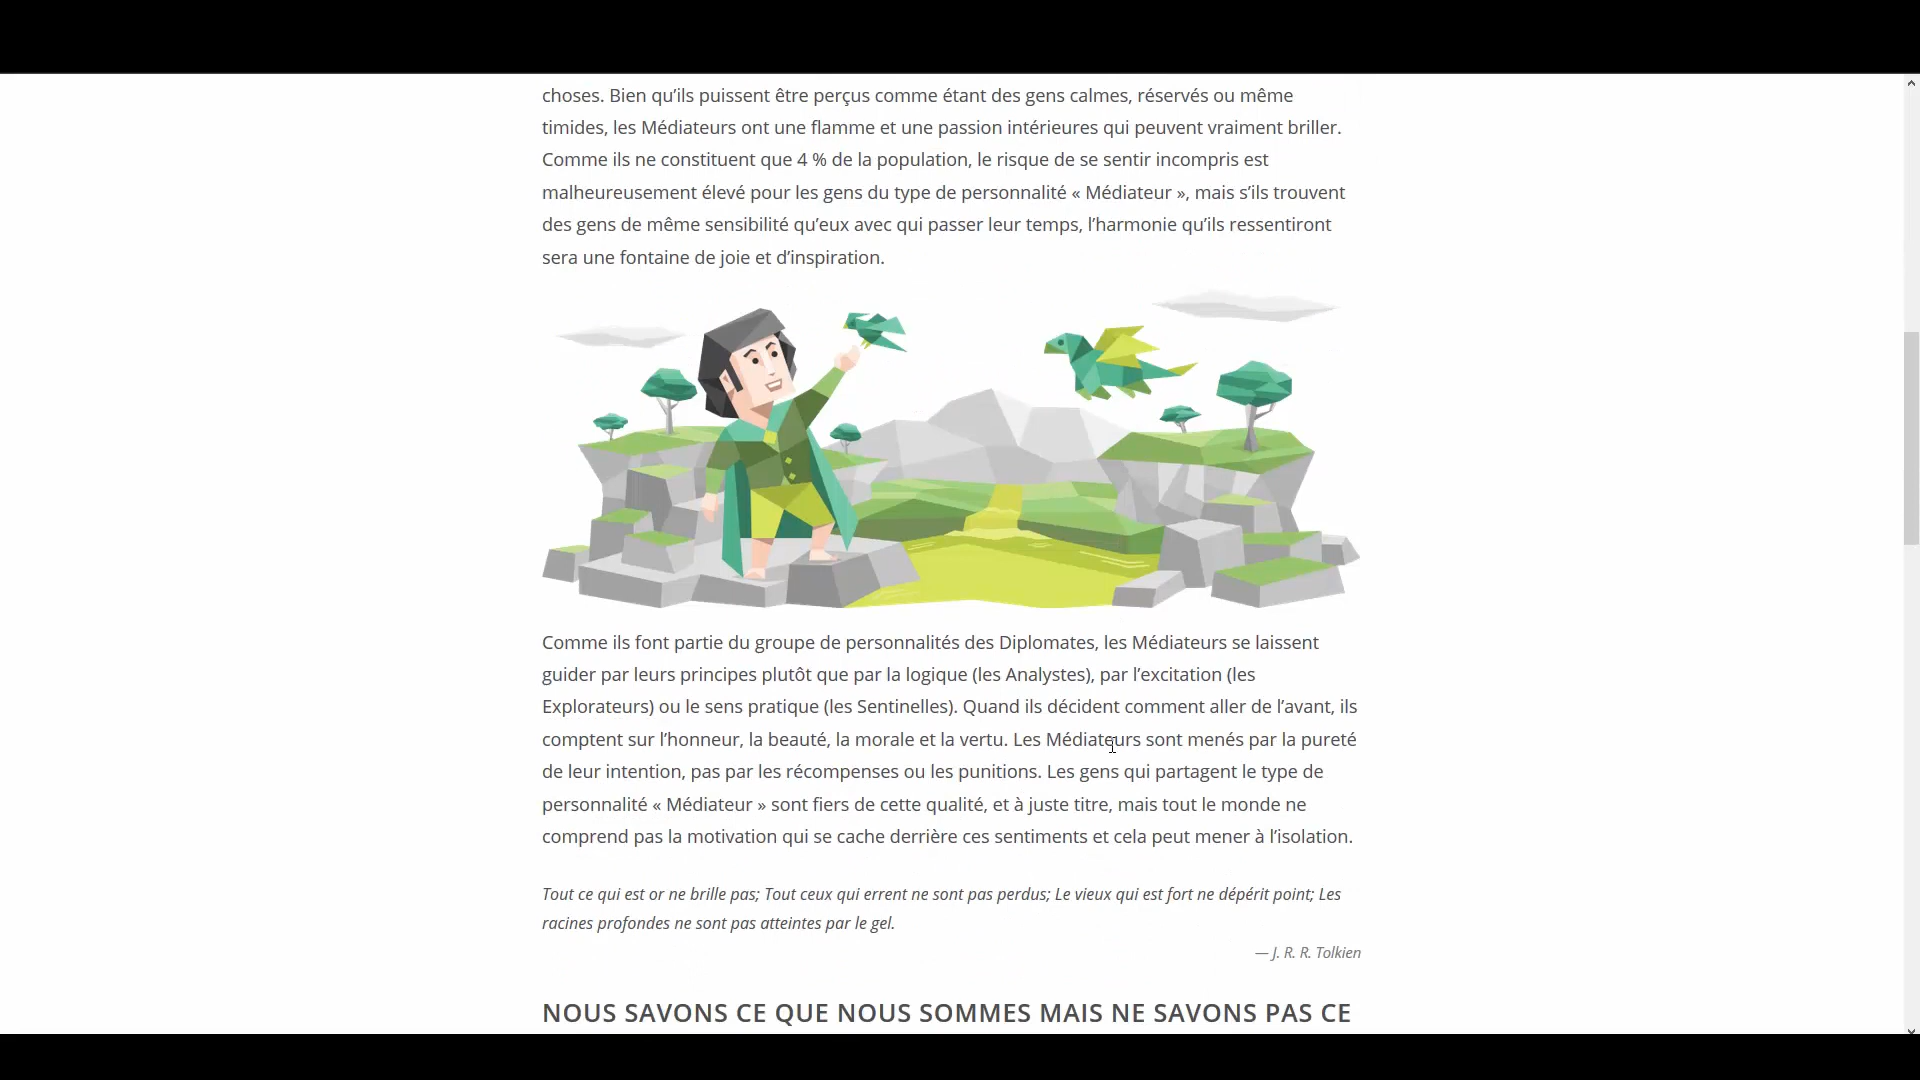 choses. Bien qu’ils puissent être perçus comme étant des gens calmes, réservés ou même
timides, les Médiateurs ont une flamme et une passion intérieures qui peuvent vraiment briller.
Comme ils ne constituent que 4 % de la population, le risque de se sentir incompris est
malheureusement élevé pour les gens du type de personnalité « Médiateur », mais s’ils trouvent
des gens de même sensibilité qu’eux avec qui passer leur temps, l’harmonie qu’ils ressentiront
sera une fontaine de joie et d’inspiration.
Comme ils font partie du groupe de personnalités des Diplomates, les Médiateurs se laissent
guider par leurs principes plutôt que par la logique (les Analystes), par l’excitation (les
Explorateurs) ou le sens pratique (les Sentinelles). Quand ils décident comment aller de l’avant, ils
comptent sur l’honneur, la beauté, la morale et la vertu. Les Médiateurs sont menés par la pureté
de leur intention, pas par les récompenses ou les punitions. Les gens qui partagent le type de
personnalité « Médiateur » sont fiers de cette qualité, et à juste titre, mais tout le monde ne
comprend pas la motivation qui se cache derrière ces sentiments et cela peut mener à l’isolation.
Tout ce qui est or ne brille pas; Tout ceux qui errent ne sont pas perdus; Le vieux qui est fort ne dépérit point; Les
racines profondes ne sont pas atteintes par le gel.
— J. R. R. Tolkien
NOUS SAVONS CE QUE NOUS SOMMES MAIS NE SAVONS PAS CE